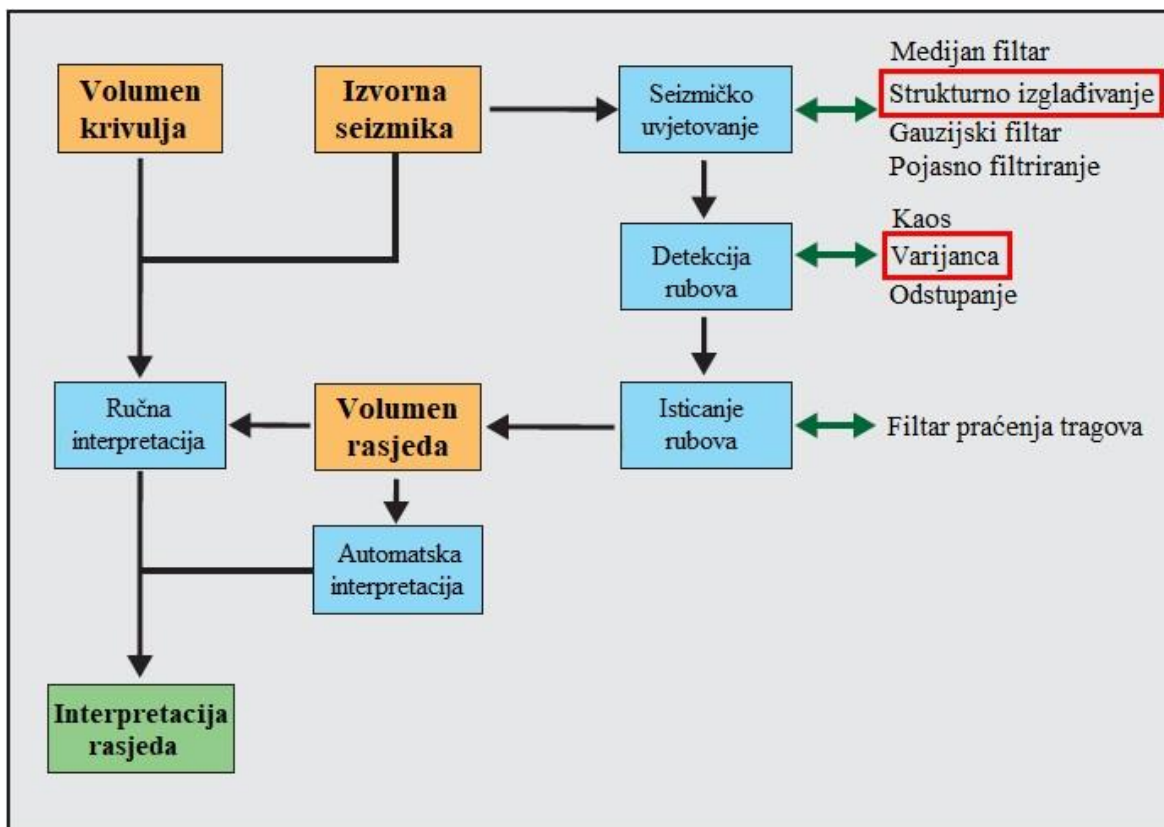 Volumen
krivulja
Izvorna
seizmika
Seizmičko
uvjetovanje
Medijan filtar
Strukturno izglađivanje
Gauzijski filtar
Pojasno filtriranje
Detekcija
rubova
Kaos
Varijanca
Odstupanje
Ručna
interpretacija
Volumen
rasjeda
Isticanje
rubova
Filtar praćenja tragova
Automatska
interpretacija
Interpretacija
rasjeda